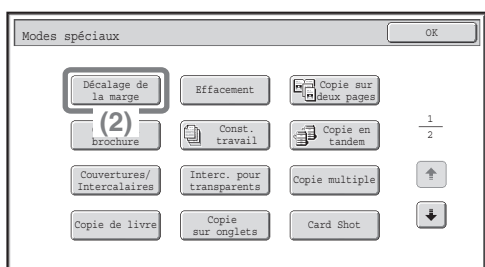 Modes spéciaux
OK
Décalage de
la marge
Effacement
Copie sur
deux pages
(2)
brochure
Const.
travail
Copie en
tandem
1
2
Couvertures/
Intercalaires
Interc. pour
transparents
Copie multiple
Copie de livre
Copie
sur onglets
Card Shot